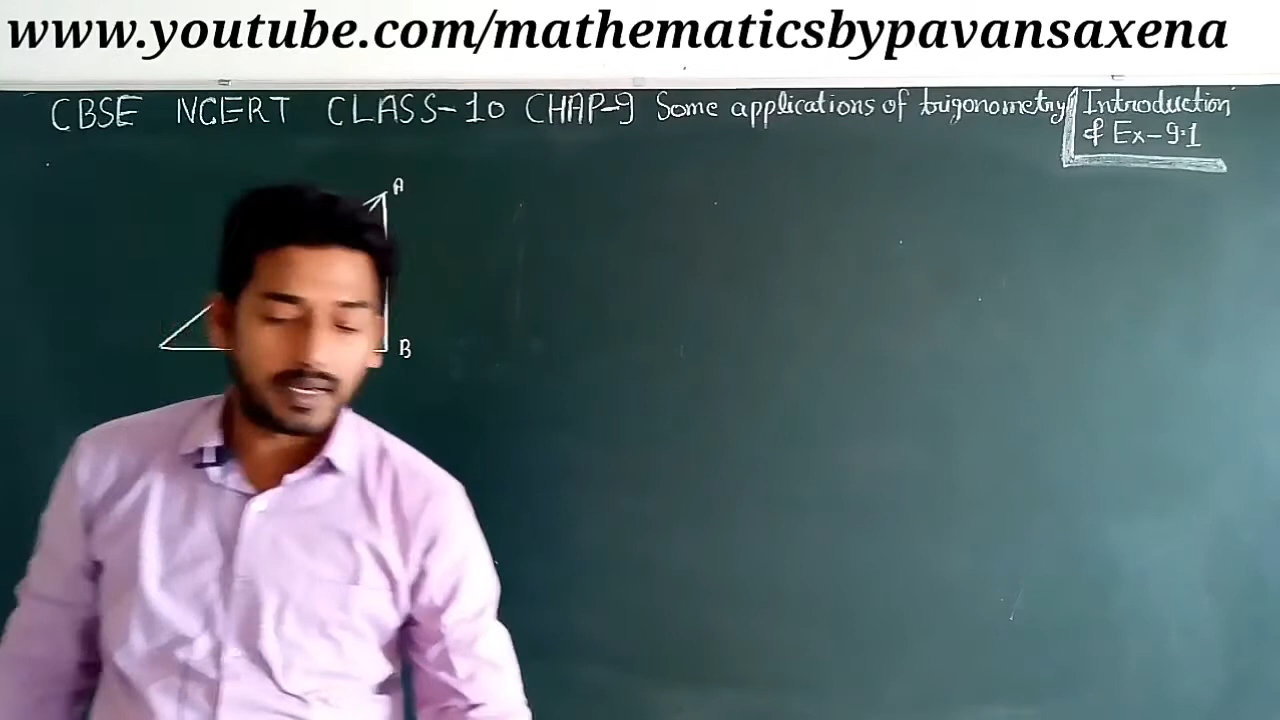 www.youtube.com/mathematicsbypavansaxena
CBSE NCERT CLASS-10 CHAP-9 Some applications of trigonometry Introduction
& Ex-9.1
A
B